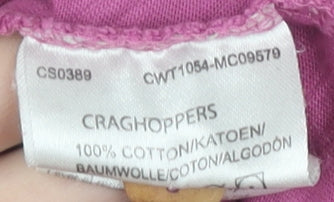 CS0389 CWT1054-MC09579
CRAGHOPPERS
100% COTTON/KATOEN/
BAUMWOLLE/COTON/ALGODÓN